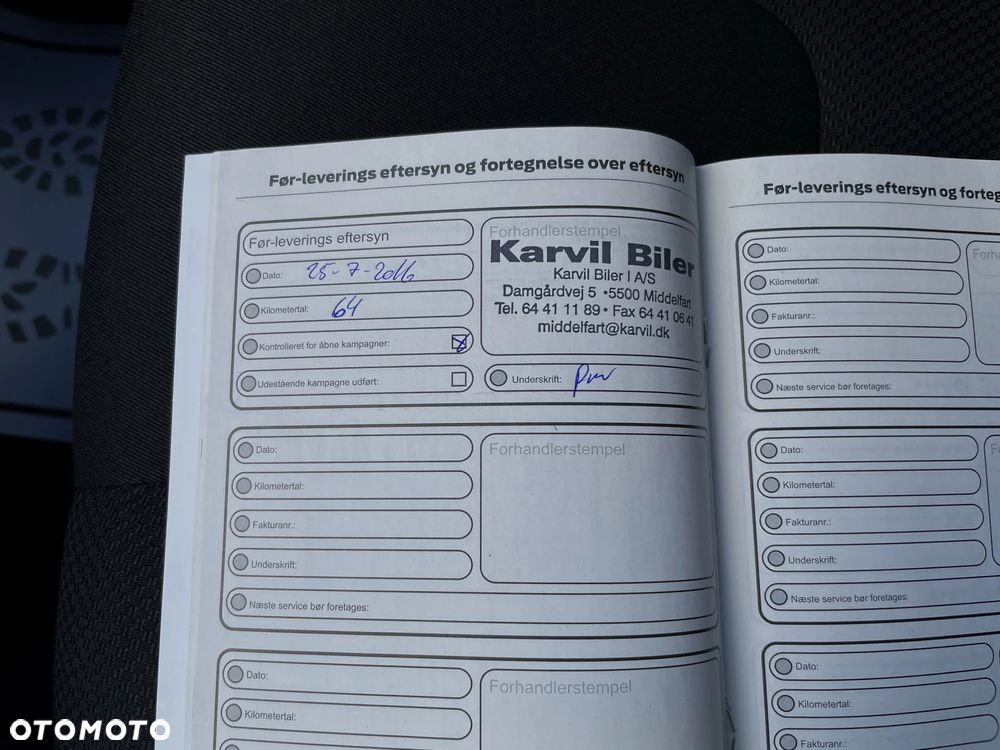 Før-leverings eftersyn og fortegnelse over eftersyn
Før-leverings eftersyn
Dato: 25-7-2016
Kilometertal: 64
Kontrolleret for åbne kampagner:
Udestående kampagne udført:
Forhandlerstempel
Karvil Biler
Karvil Biler I A/S
Damgårdvej 5 • 5500 Middelfart
Tel. 64 41 11 89 • Fax 64 41 06 41
middelfart@karvil.dk
Underskrift:
Dato:
Kilometertal:
Fakturanr.:
Underskrift:
Næste service bør foretages:
Forhandlerstempel
Dato:
Kilometertal:
Forhandlerstempel
Før-leverings eftersyn og forteg
Dato:
Kilometertal:
Fakturanr.:
Underskrift:
Næste service bør foretages:
Forha
Dato:
Kilometertal:
Fakturanr.:
Underskrift:
Næste service bør foretages:
Dato:
Kilometertal:
Fakturanr.:
OTOMOTO